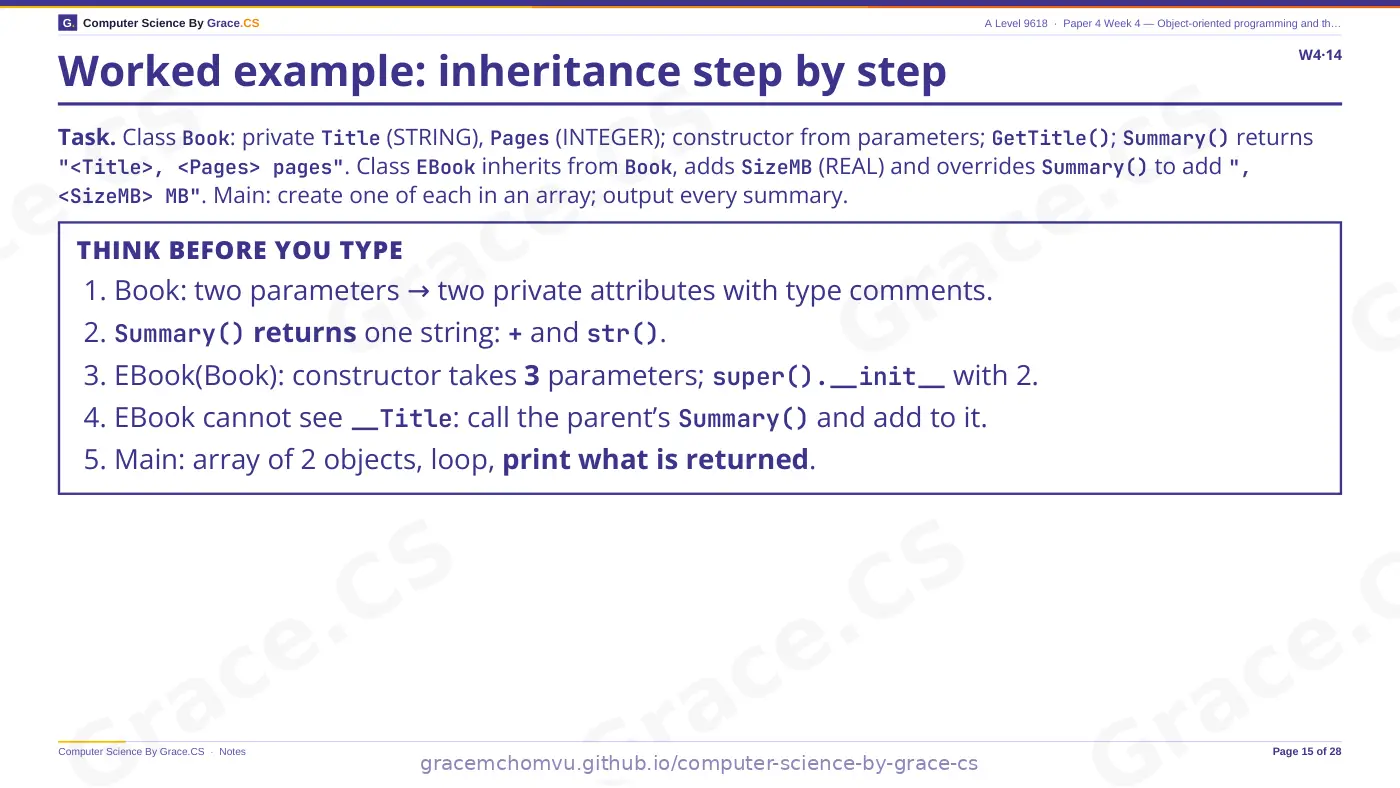 G. Computer Science By Grace.CS
A Level 9618 · Paper 4 Week 4 — Object-oriented programming and th…
Worked example: inheritance step by step
W4·14
Task. Class Book: private Title (STRING), Pages (INTEGER); constructor from parameters; GetTitle(); Summary() returns
"<Title>, <Pages> pages". Class EBook inherits from Book, adds SizeMB (REAL) and overrides Summary() to add ",
<SizeMB> MB". Main: create one of each in an array; output every summary.
THINK BEFORE YOU TYPE
1. Book: two parameters → two private attributes with type comments.
2. Summary() returns one string: + and str().
3. EBook(Book): constructor takes 3 parameters; super().__init__ with 2.
4. EBook cannot see __Title: call the parent’s Summary() and add to it.
5. Main: array of 2 objects, loop, print what is returned.
Computer Science By Grace.CS · Notes
gracemchomvu.github.io/computer-science-by-grace-cs
Page 15 of 28
Grace.CS